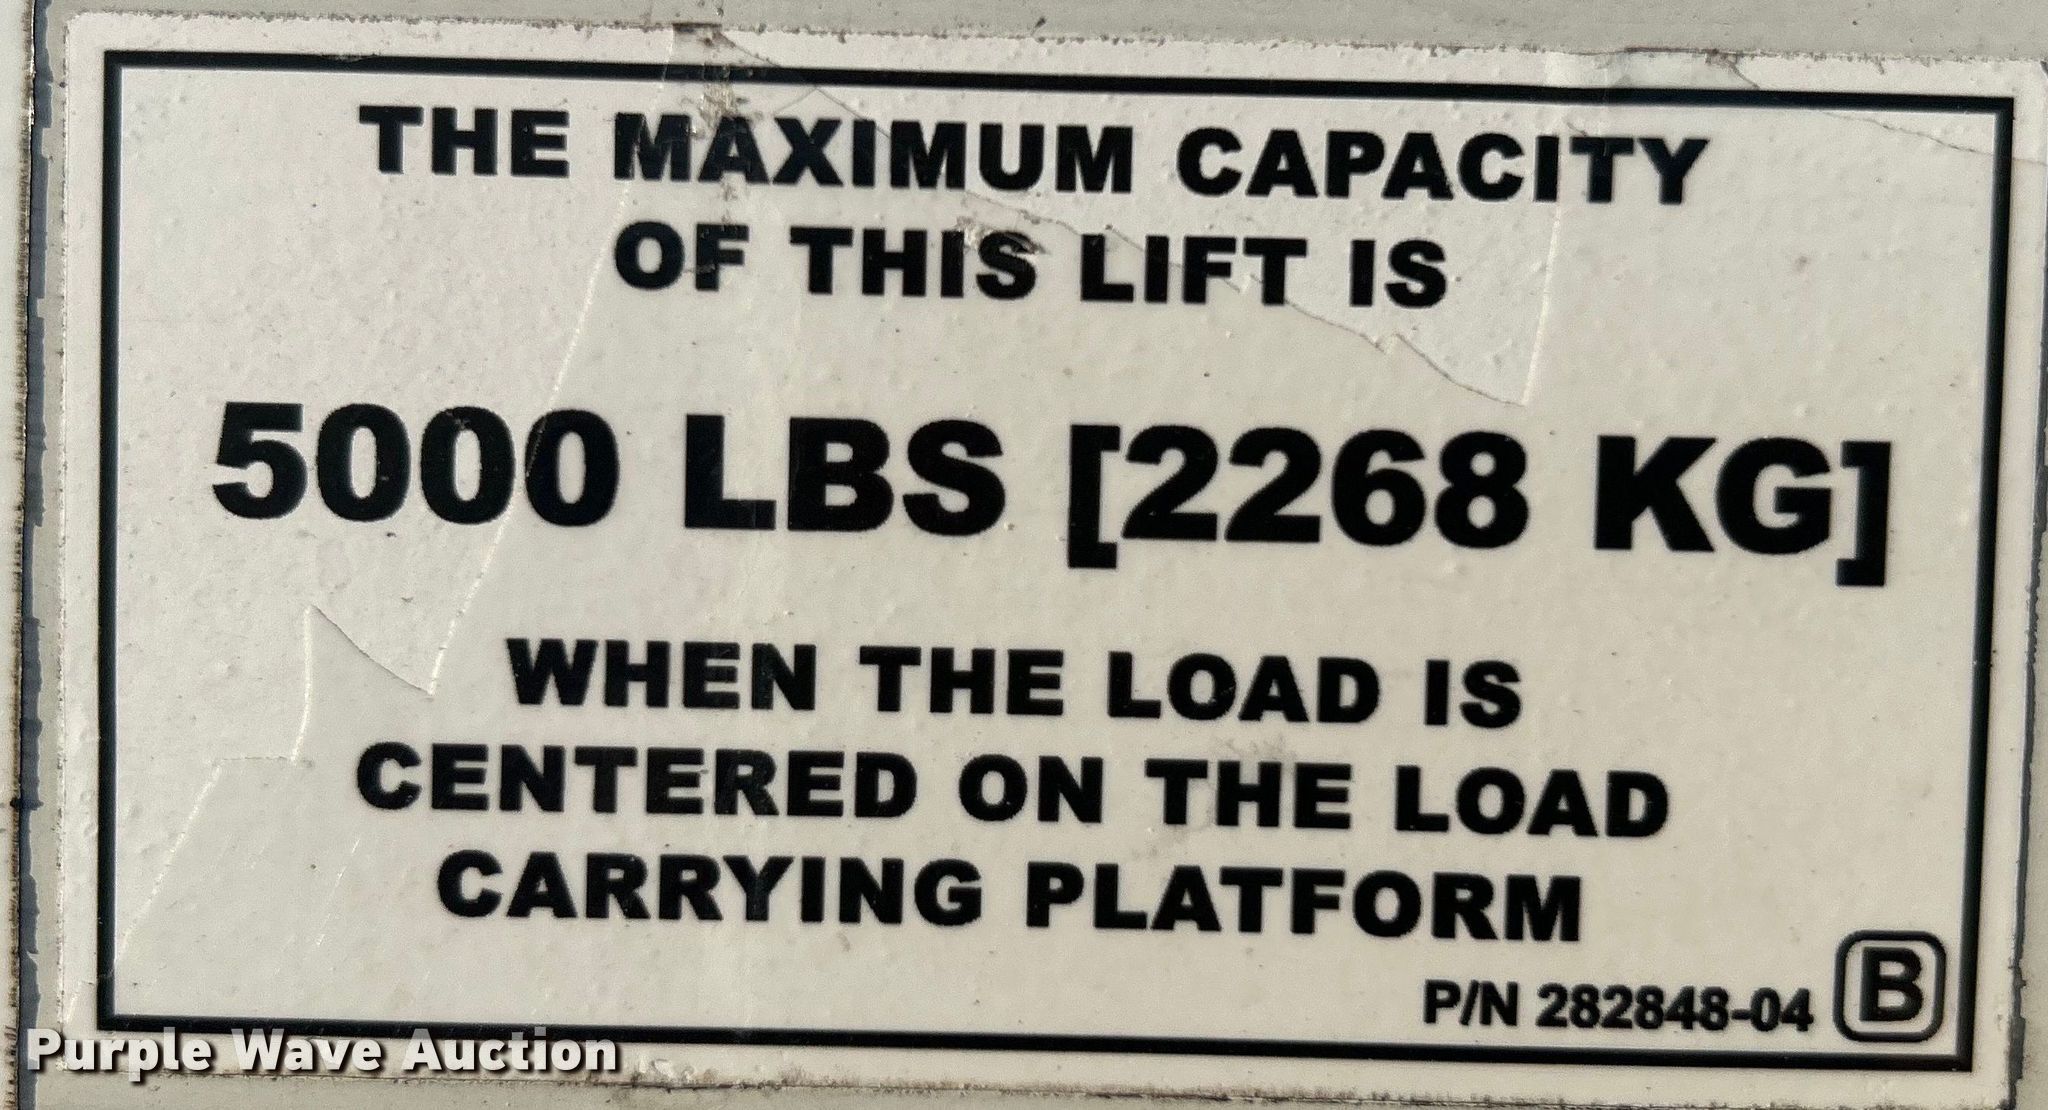 THE MAXIMUM CAPACITY
OF THIS LIFT IS
5000 LBS [2268 KG]
WHEN THE LOAD IS
CENTERED ON THE LOAD
CARRYING PLATFORM
P/N 282848-04 B
Purple Wave Auction